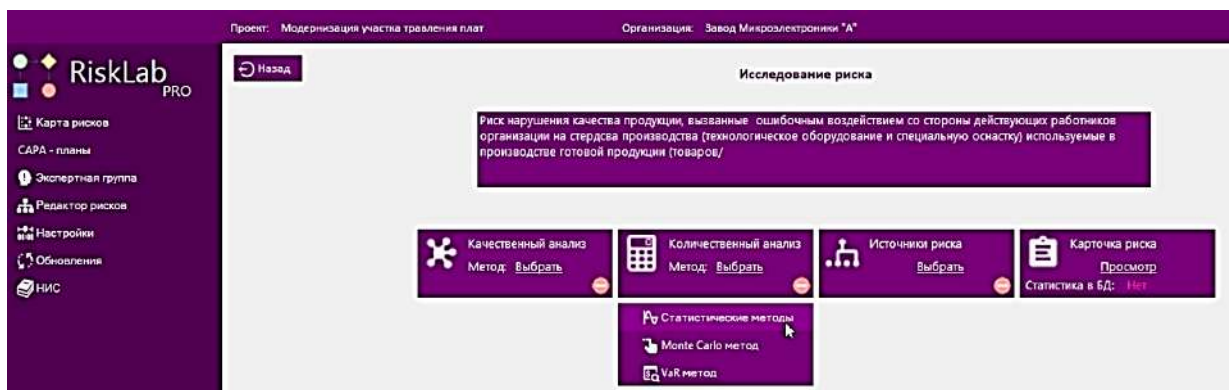 Проект: Модернизация участка травления плат
Организация: Завод Микроэлектроники "А"
RiskLab
PRO
Назад
Исследование риска
Карта рисков
САРА - планы
Экспертная группа
Редактор рисков
Настройки
Обновления
НИС
Риск нарушения качества продукции, вызванные ошибочным воздействием со стороны действующих работников
организации на стердсва производства (технологическое оборудование и специальную оснастку) используемые в
производстве готовой продукции (товаров/
Качественный анализ
Метод: Выбрать
Количественный анализ
Метод: Выбрать
Источники риска
Выбрать
Карточка риска
Просмотр
Статистика в БД: Нет
Статистические методы
Monte Carlo метод
VaR метод